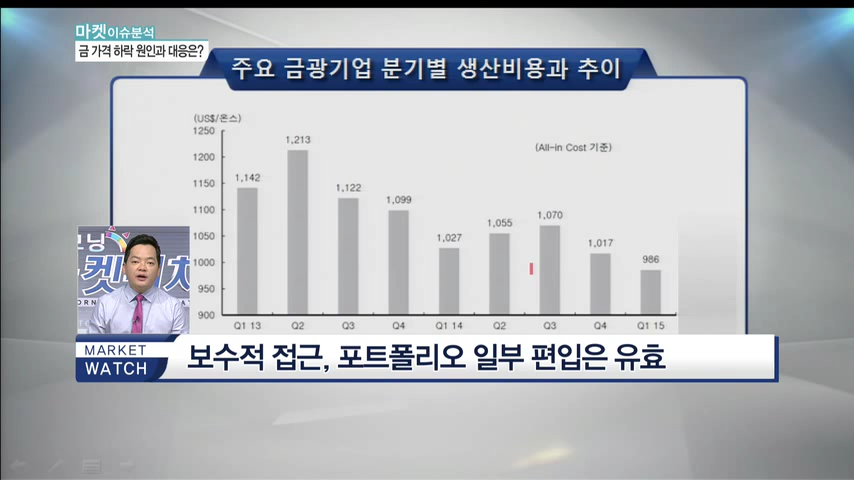 마켓이슈분석
금 가격 하락 원인과 대응은?
주요 금광기업 분기별 생산비용과 추이
(US$/온스)
(All-in Cost 기준)
1250
1200
1150
1100
1050
1000
950
900
1,142
1,213
1,122
1,099
1,027
1,055
1,070
1,017
986
Q1 13
Q2
Q3
Q4
Q1 14
Q2
Q3
Q4
Q1 15
MARKET
WATCH
보수적 접근, 포트폴리오 일부 편입은 유효